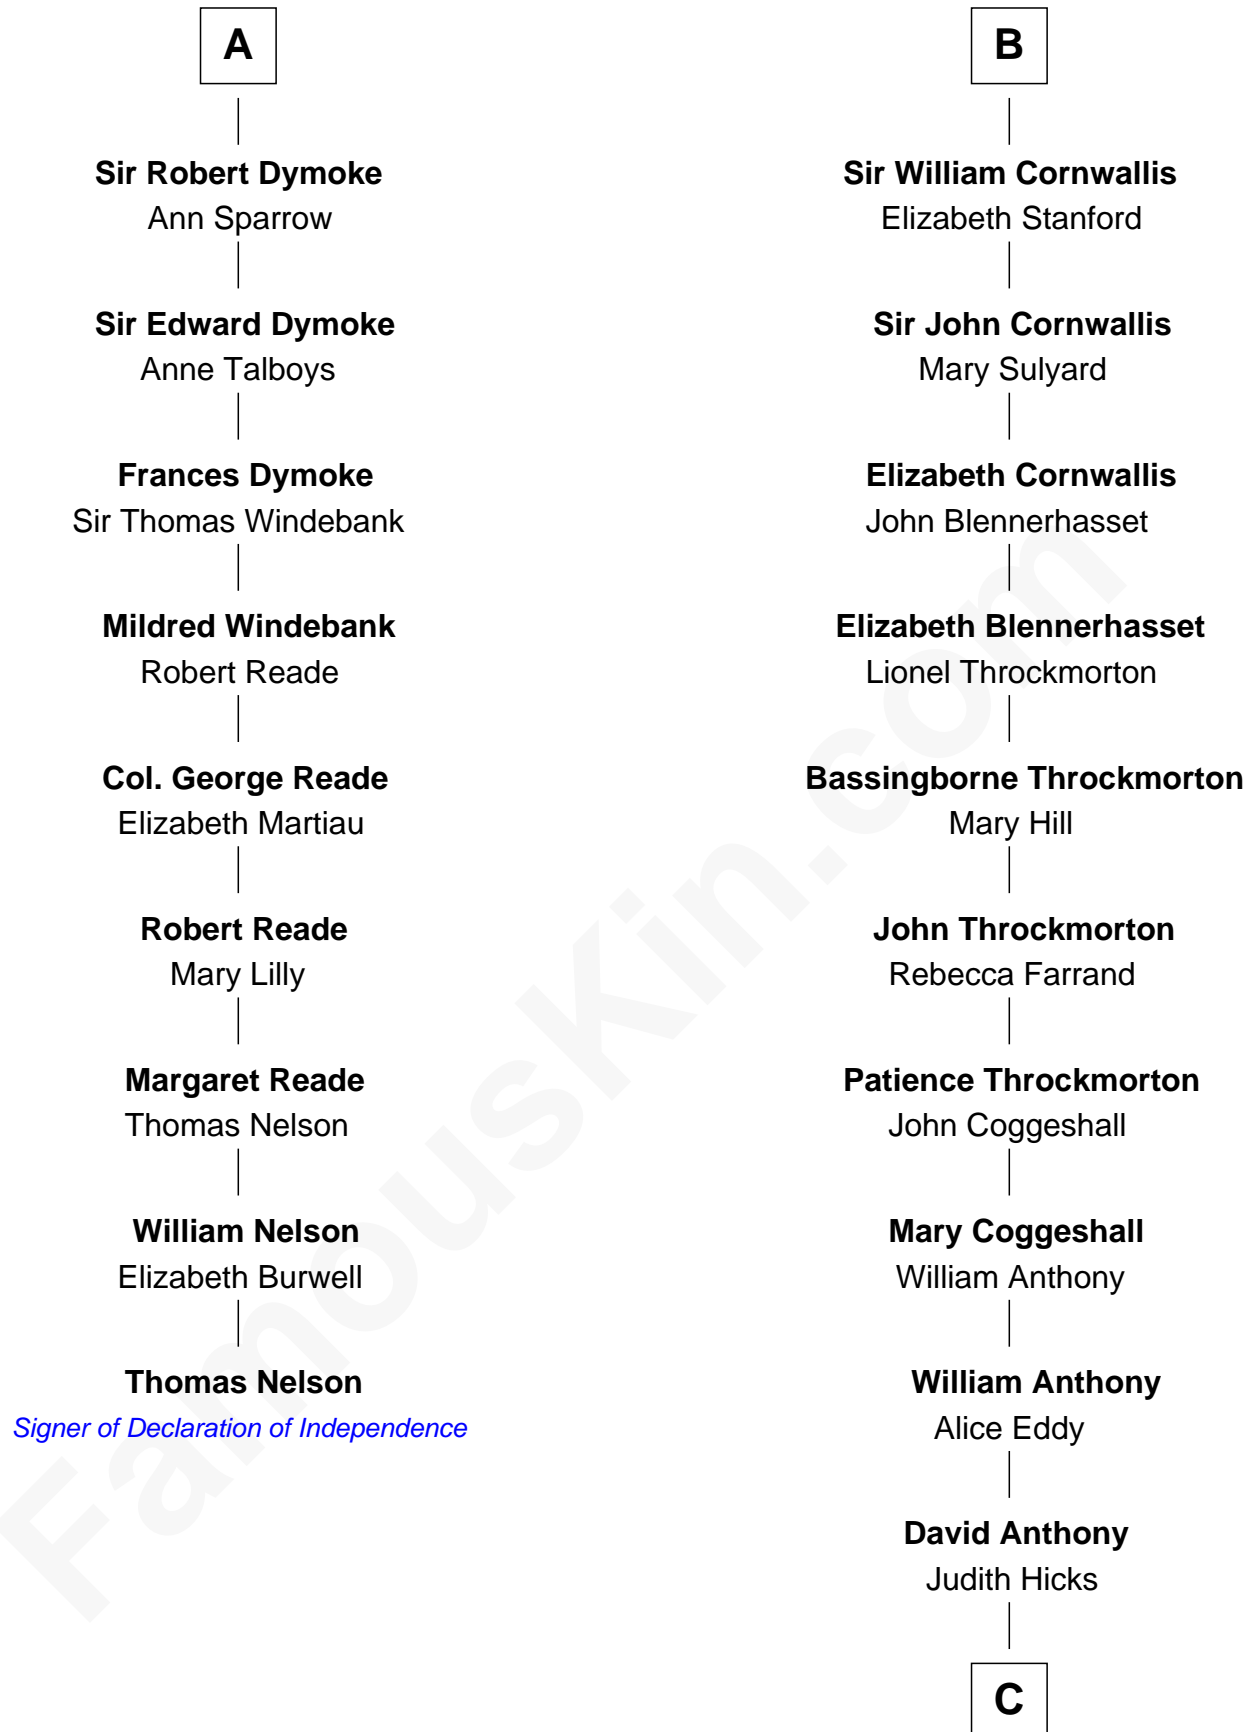 A
Sir Robert Dymoke
Ann Sparrow
Sir Edward Dymoke
Anne Talboys
Frances Dymoke
Sir Thomas Windebank
Mildred Windebank
Robert Reade
Col. George Reade
Elizabeth Martiau
Robert Reade
Mary Lilly
Margaret Reade
Thomas Nelson
William Nelson
Elizabeth Burwell
Thomas Nelson
Signer of Declaration of Independence
B
Sir William Cornwallis
Elizabeth Stanford
Sir John Cornwallis
Mary Sulyard
Elizabeth Cornwallis
John Blennerhasset
Elizabeth Blennerhasset
Lionel Throckmorton
Bassingborne Throckmorton
Mary Hill
John Throckmorton
Rebecca Farrand
Patience Throckmorton
John Coggeshall
Mary Coggeshall
William Anthony
William Anthony
Alice Eddy
David Anthony
Judith Hicks
C
FamousKin.com